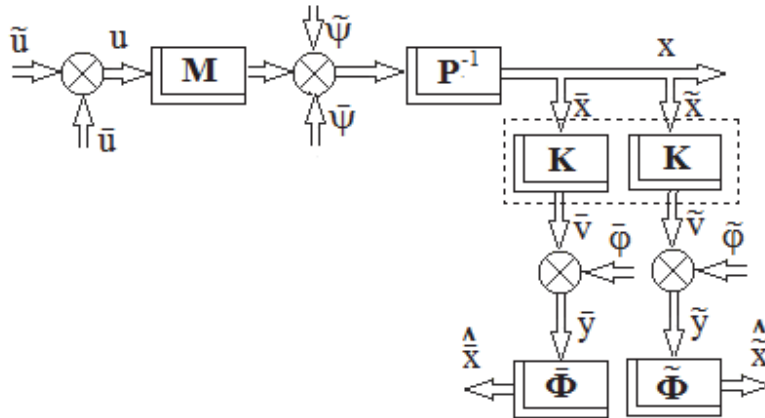 ũ u M ψ̃ P⁻¹ x
ū ψ̄ x̄ x̃
K K
v̄ φ̄ ṽ φ̃
ȳ ỹ
x̄̂ Φ̄ Φ̃ x̃̂